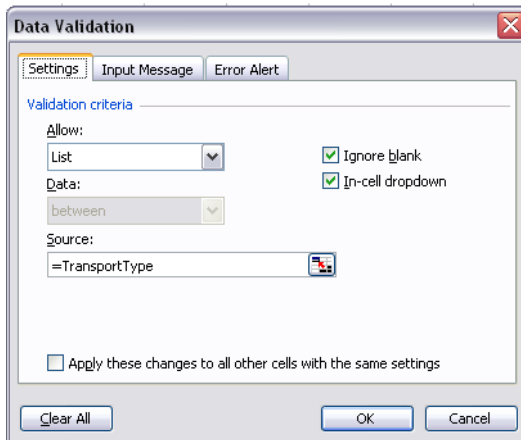 Data Validation
Settings Input Message Error Alert
Validation criteria
Allow:
List
Ignore blank
Data:
In-cell dropdown
between
Source:
=TransportType
Apply these changes to all other cells with the same settings
Clear All OK Cancel